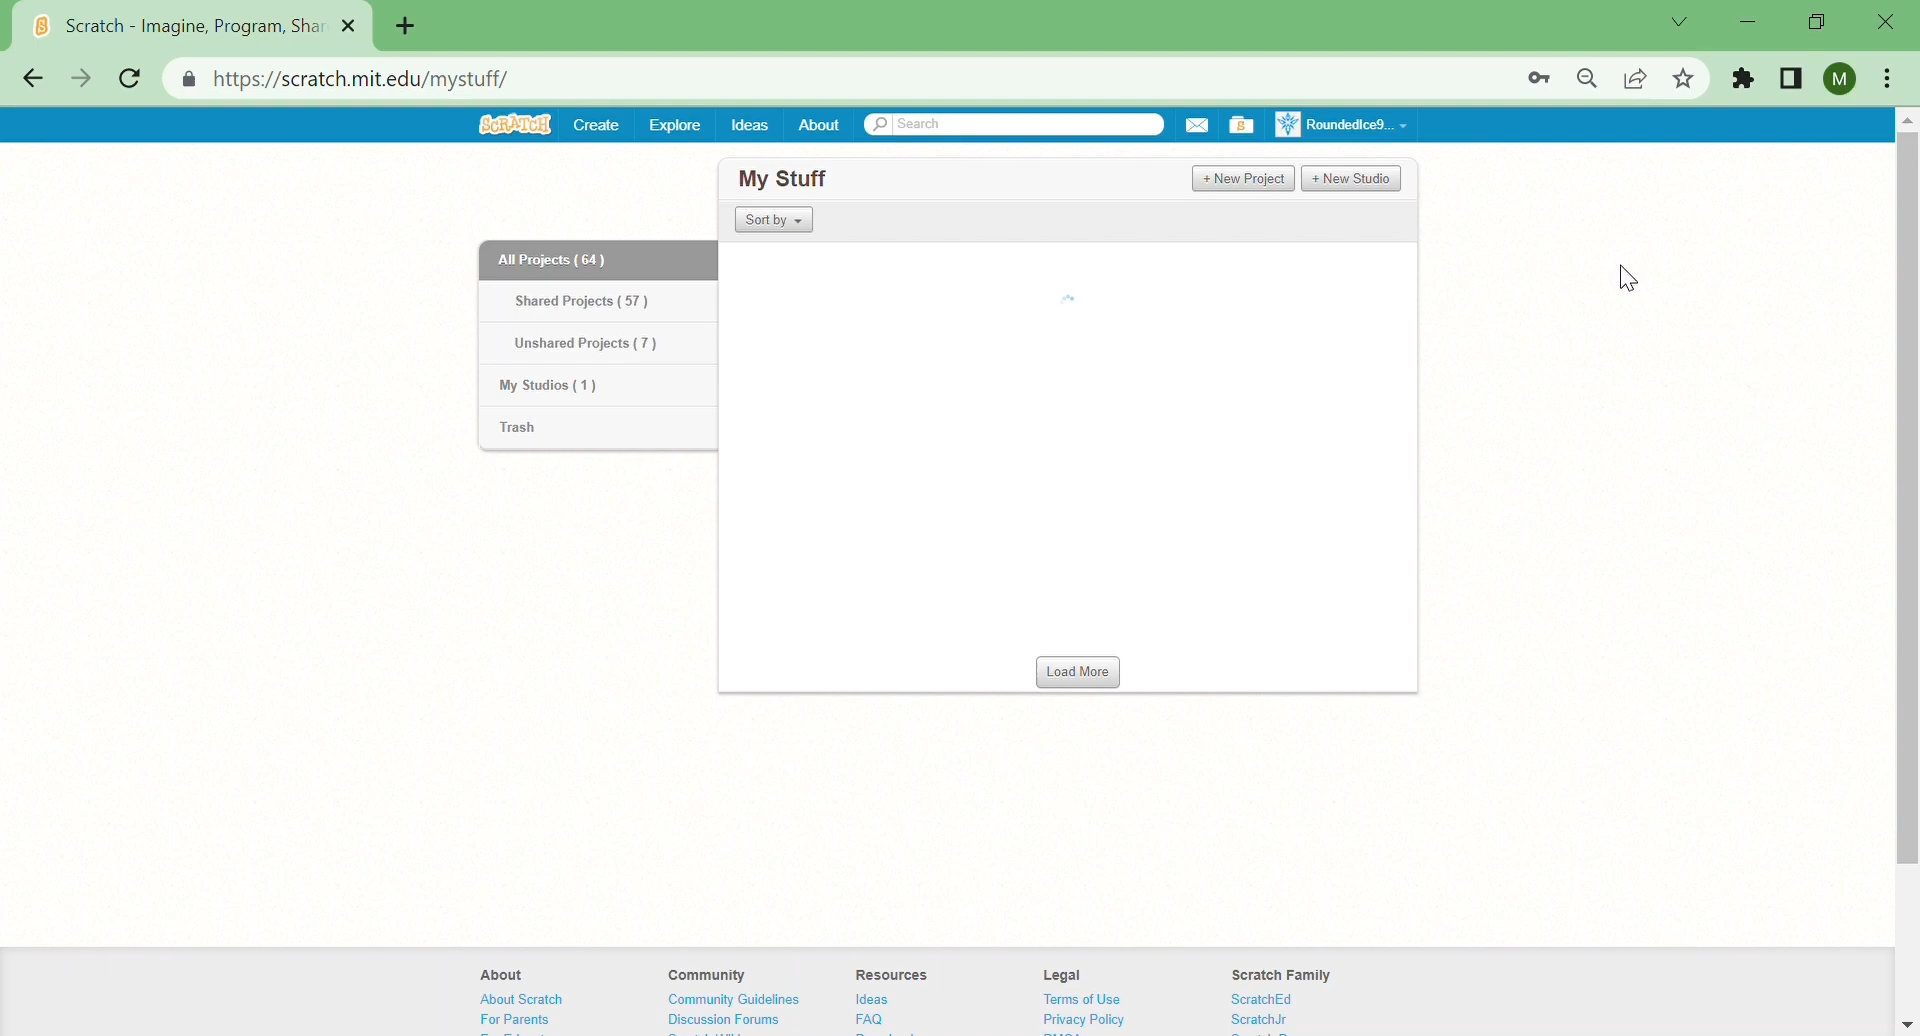 Scratch - Imagine, Program, Shar
https://scratch.mit.edu/mystuff/
M
SCRATCH
Create
Explore
Ideas
About
Search
RoundedIce9...
My Stuff
+ New Project
+ New Studio
Sort by
All Projects ( 64 )
Shared Projects ( 57 )
Unshared Projects ( 7 )
My Studios ( 1 )
Trash
Load More
About
Community
Resources
Legal
Scratch Family
About Scratch
Community Guidelines
Ideas
Terms of Use
ScratchEd
For Parents
Discussion Forums
FAQ
Privacy Policy
ScratchJr